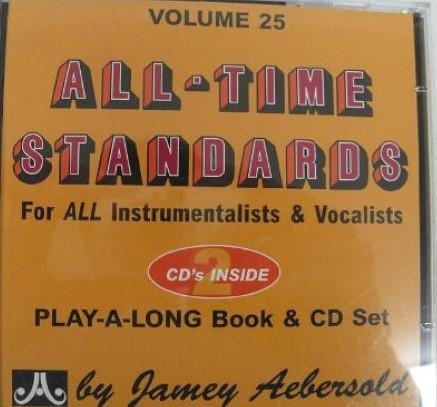 VOLUME 25
ALL-TIME
STANDARDS
For ALL Instrumentalists & Vocalists
2
CD's INSIDE
PLAY-A-LONG Book & CD Set
JA
by Jamey Aebersold